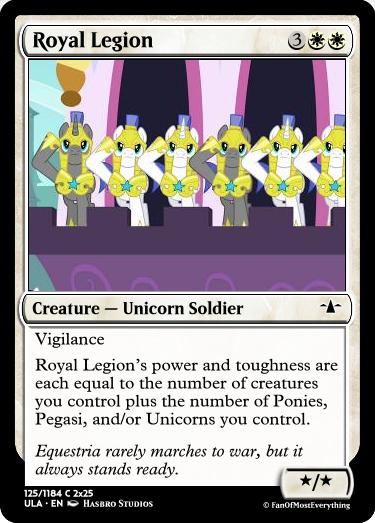 Royal Legion 3
Creature — Unicorn Soldier
Vigilance
Royal Legion's power and toughness are
each equal to the number of creatures
you control plus the number of Ponies,
Pegasi, and/or Unicorns you control.
Equestria rarely marches to war, but it
always stands ready.
*/*
125/1184 C 2x25
ULA · EN Hasbro Studios
© FanOfMostEverything